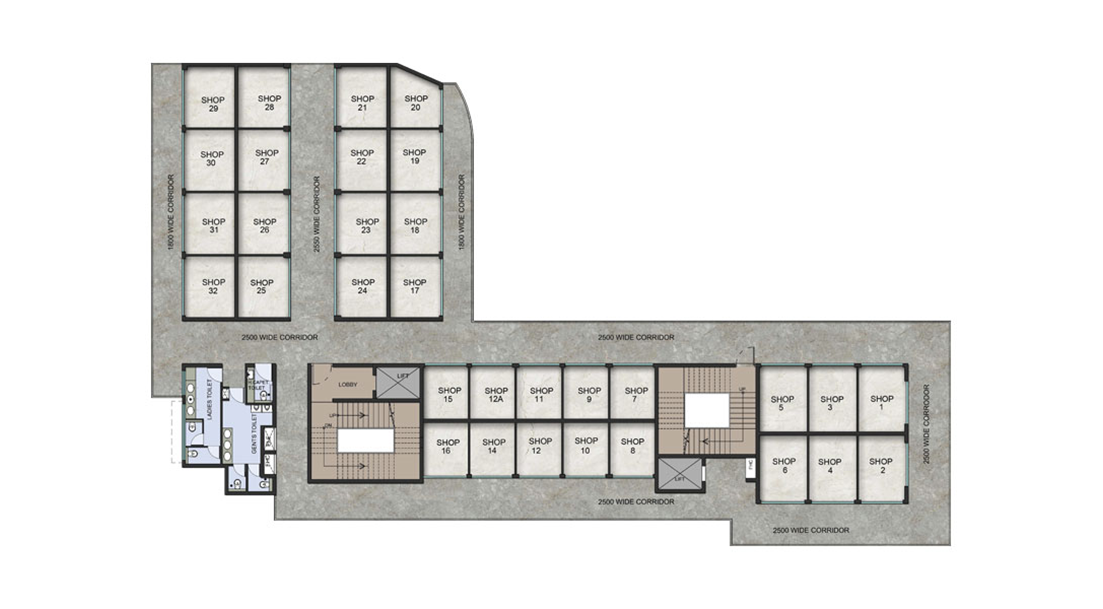 SHOP
29
SHOP
28
SHOP
21
SHOP
20
SHOP
30
SHOP
27
SHOP
22
SHOP
19
1800 WIDE CORRIDOR
2550 WIDE CORRIDOR
1800 WIDE CORRIDOR
SHOP
31
SHOP
26
SHOP
23
SHOP
18
SHOP
32
SHOP
25
SHOP
24
SHOP
17
2500 WIDE CORRIDOR
2500 WIDE CORRIDOR
LADIES TOILET
GENTS TOILET
FHC
LOBBY
LIFT
UP
DN
SHOP
15
SHOP
12A
SHOP
11
SHOP
9
SHOP
7
UP
SHOP
5
SHOP
3
SHOP
1
2500 WIDE CORRODOR
SHOP
16
SHOP
14
SHOP
12
SHOP
10
SHOP
8
LIFT
FHC
SHOP
6
SHOP
4
SHOP
2
2500 WIDE CORRIDOR
2500 WIDE CORRIDOR